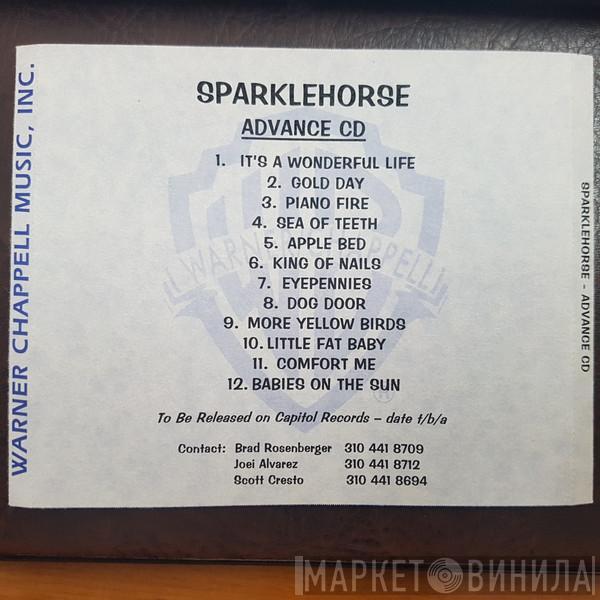 WARNER CHAPPELL MUSIC, INC.
SPARKLEHORSE
ADVANCE CD
1. IT'S A WONDERFUL LIFE
2. GOLD DAY
3. PIANO FIRE
4. SEA OF TEETH
5. APPLE BED
6. KING OF NAILS
7. EYEPENNIES
8. DOG DOOR
9. MORE YELLOW BIRDS
10. LITTLE FAT BABY
11. COMFORT ME
12. BABIES ON THE SUN
To Be Released on Capitol Records – date t/b/a
Contact: Brad Rosenberger 310 441 8709
Joei Alvarez 310 441 8712
Scott Cresto 310 441 8694
SPARKLEHORSE - ADVANCE CD
WARNER CHAPPELL
®
МАРКЕТ ВИНИЛА